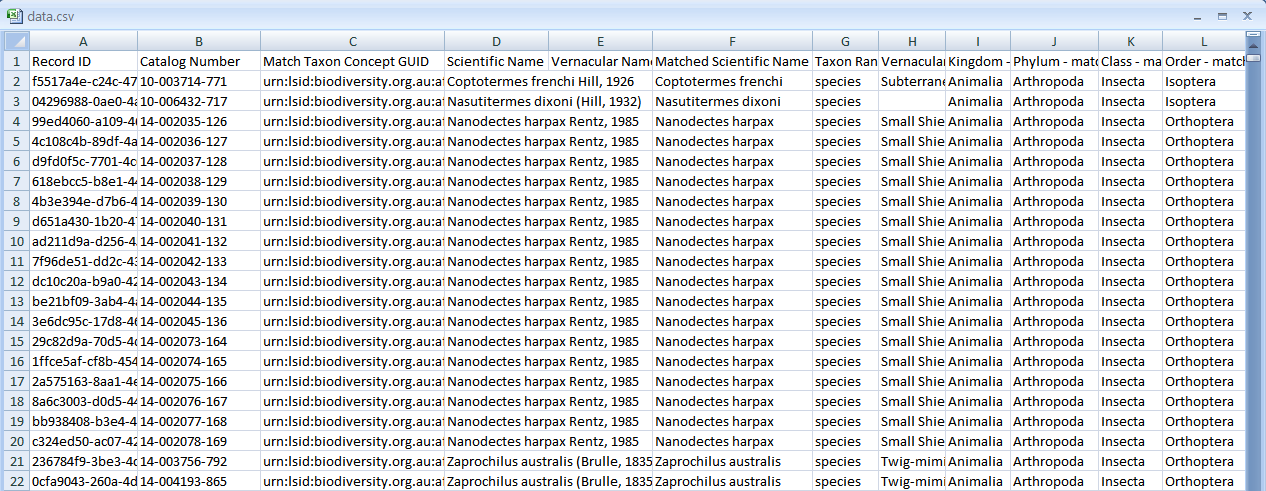 data.csv
A B C D E F G H I J K L
1 Record ID Catalog Number Match Taxon Concept GUID Scientific Name Vernacular Name Matched Scientific Name Taxon Ran Vernacula Kingdom - Phylum - matc Class - ma Order - match
2 f5517a4e-c24c-47 10-003714-771 urn:lsid:biodiversity.org.au:a Coptotermes frenchi Hill, 1926 Coptotermes frenchi species Subterrane Animalia Arthropoda Insecta Isoptera
3 04296988-0ae0-4a 10-006432-717 urn:lsid:biodiversity.org.au:a Nasutitermes dixoni (Hill, 1932) Nasutitermes dixoni species Animalia Arthropoda Insecta Isoptera
4 99ed4060-a109-4 14-002035-126 urn:lsid:biodiversity.org.au:a Nanodectes harpax Rentz, 1985 Nanodectes harpax species Small Shie Animalia Arthropoda Insecta Orthoptera
5 4c108c4b-89df-4a 14-002036-127 urn:lsid:biodiversity.org.au:a Nanodectes harpax Rentz, 1985 Nanodectes harpax species Small Shie Animalia Arthropoda Insecta Orthoptera
6 d9fd0f5c-7701-4c 14-002037-128 urn:lsid:biodiversity.org.au:a Nanodectes harpax Rentz, 1985 Nanodectes harpax species Small Shie Animalia Arthropoda Insecta Orthoptera
7 618ebcc5-b8e1-4 14-002038-129 urn:lsid:biodiversity.org.au:a Nanodectes harpax Rentz, 1985 Nanodectes harpax species Small Shie Animalia Arthropoda Insecta Orthoptera
8 4b3e394e-d7b6-4 14-002039-130 urn:lsid:biodiversity.org.au:a Nanodectes harpax Rentz, 1985 Nanodectes harpax species Small Shie Animalia Arthropoda Insecta Orthoptera
9 d651a430-1b20-47 14-002040-131 urn:lsid:biodiversity.org.au:a Nanodectes harpax Rentz, 1985 Nanodectes harpax species Small Shie Animalia Arthropoda Insecta Orthoptera
10 ad211d9a-d256-4 14-002041-132 urn:lsid:biodiversity.org.au:a Nanodectes harpax Rentz, 1985 Nanodectes harpax species Small Shie Animalia Arthropoda Insecta Orthoptera
11 7f96de51-dd2c-43 14-002042-133 urn:lsid:biodiversity.org.au:a Nanodectes harpax Rentz, 1985 Nanodectes harpax species Small Shie Animalia Arthropoda Insecta Orthoptera
12 dc10c20a-b9a0-42 14-002043-134 urn:lsid:biodiversity.org.au:a Nanodectes harpax Rentz, 1985 Nanodectes harpax species Small Shie Animalia Arthropoda Insecta Orthoptera
13 be21bf09-3ab4-4a 14-002044-135 urn:lsid:biodiversity.org.au:a Nanodectes harpax Rentz, 1985 Nanodectes harpax species Small Shie Animalia Arthropoda Insecta Orthoptera
14 3e6dc95c-17d8-46 14-002045-136 urn:lsid:biodiversity.org.au:a Nanodectes harpax Rentz, 1985 Nanodectes harpax species Small Shie Animalia Arthropoda Insecta Orthoptera
15 29c82d9a-70d5-4c 14-002073-164 urn:lsid:biodiversity.org.au:a Nanodectes harpax Rentz, 1985 Nanodectes harpax species Small Shie Animalia Arthropoda Insecta Orthoptera
16 1ffce5af-cf8b-454 14-002074-165 urn:lsid:biodiversity.org.au:a Nanodectes harpax Rentz, 1985 Nanodectes harpax species Small Shie Animalia Arthropoda Insecta Orthoptera
17 2a575163-8aa1-4e 14-002075-166 urn:lsid:biodiversity.org.au:a Nanodectes harpax Rentz, 1985 Nanodectes harpax species Small Shie Animalia Arthropoda Insecta Orthoptera
18 8a6c3003-d0d5-44 14-002076-167 urn:lsid:biodiversity.org.au:a Nanodectes harpax Rentz, 1985 Nanodectes harpax species Small Shie Animalia Arthropoda Insecta Orthoptera
19 bb938408-b3e4-4 14-002077-168 urn:lsid:biodiversity.org.au:a Nanodectes harpax Rentz, 1985 Nanodectes harpax species Small Shie Animalia Arthropoda Insecta Orthoptera
20 c324ed50-ac07-42 14-002078-169 urn:lsid:biodiversity.org.au:a Nanodectes harpax Rentz, 1985 Nanodectes harpax species Small Shie Animalia Arthropoda Insecta Orthoptera
21 236784f9-3be3-4c 14-003756-792 urn:lsid:biodiversity.org.au:a Zaprochilus australis (Brulle, 1835 Zaprochilus australis species Twig-mimi Animalia Arthropoda Insecta Orthoptera
22 0cfa9043-260a-4d 14-004193-865 urn:lsid:biodiversity.org.au:a Zaprochilus australis (Brulle, 1835 Zaprochilus australis species Twig-mimi Animalia Arthropoda Insecta Orthoptera